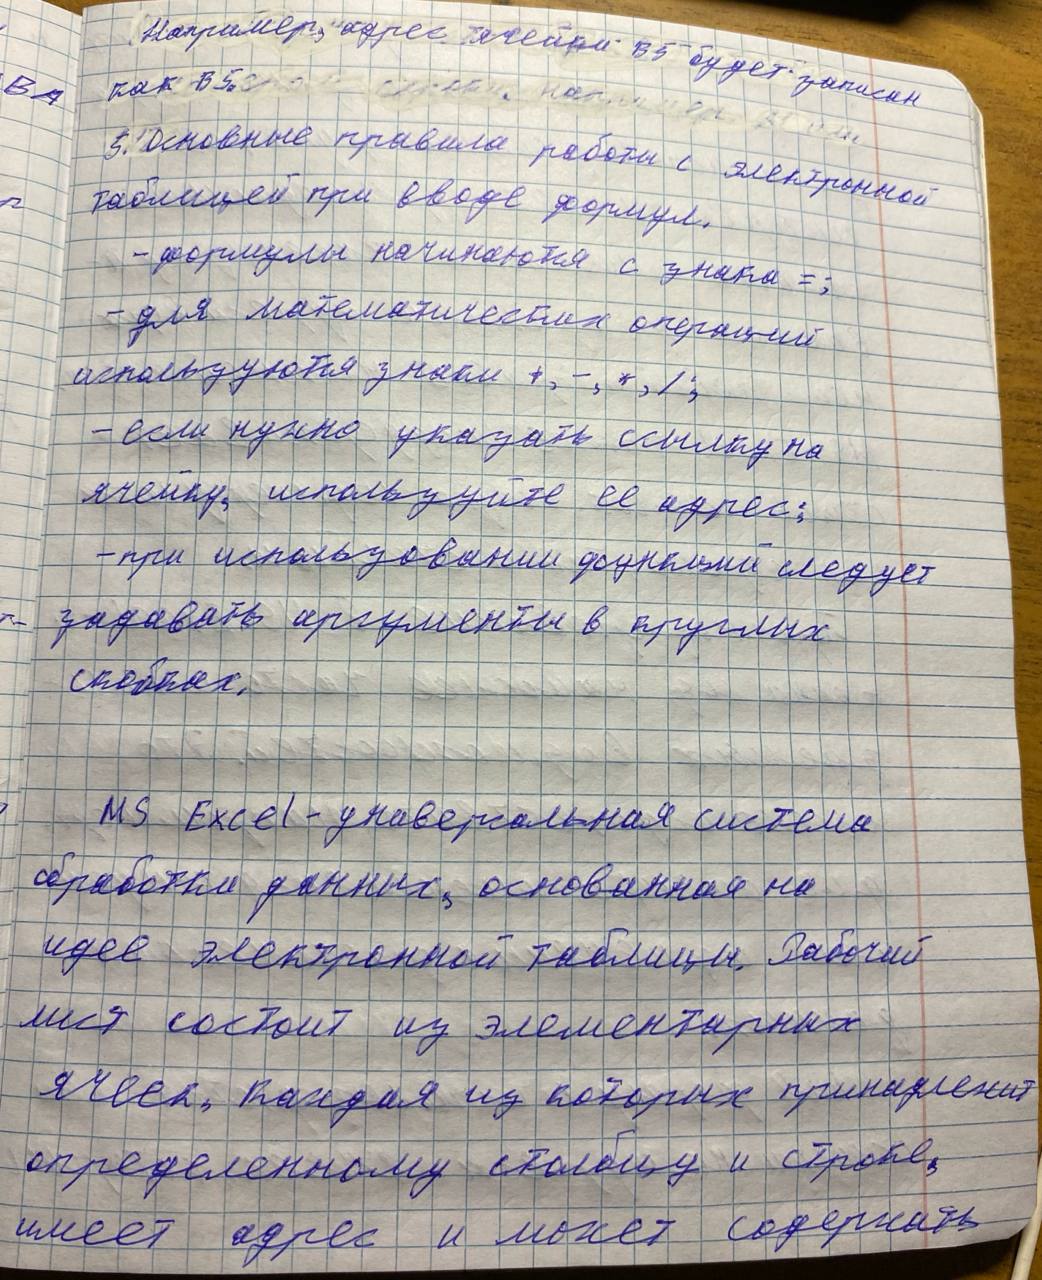 Например, адрес ячейки B5 будет записан
как B5.
5. Основные правила работы с электронной
таблицей при вводе формул.
- формулы начинаются с знака =;
- для математических операций
используются знаки +, -, *, /;
- если нужно указать ссылку на
ячейку, используйте ее адрес;
- при использовании функций следует
задавать аргументы в круглых
скобках.
MS Excel - универсальная система
обработки данных, основанная на
идее электронной таблицы. Рабочий
лист состоит из элементарных
ячеек, каждая из которых принадлежит
определенному столбцу и строке,
имеет адрес и может содержать